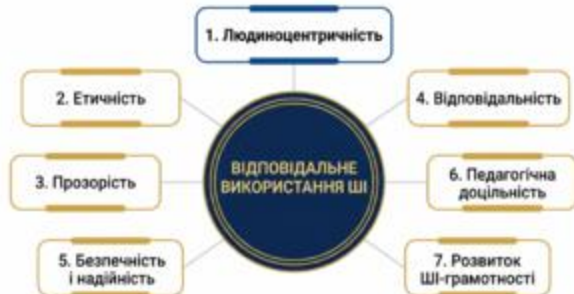 1. Людиноцентричність
2. Етичність
4. Відповідальність
ВІДПОВІДАЛЬНЕ
ВИКОРИСТАННЯ ШІ
3. Прозорість
6. Педагогічна
доцільність
5. Безпечність
і надійність
7. Розвиток
ШІ-грамотності